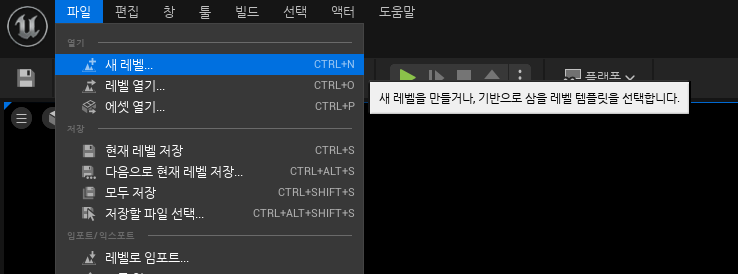 파일 편집 창 툴 빌드 선택 액터 도움말
열기
새 레벨... CTRL+N
레벨 열기... CTRL+O
에셋 열기... CTRL+P
플랫폼
새 레벨을 만들거나, 기반으로 삼을 레벨 템플릿을 선택합니다.
저장
현재 레벨 저장 CTRL+S
다음으로 현재 레벨 저장... CTRL+ALT+S
모두 저장 CTRL+SHIFT+S
저장할 파일 선택... CTRL+ALT+SHIFT+S
임포트/익스포트
레벨로 임포트...